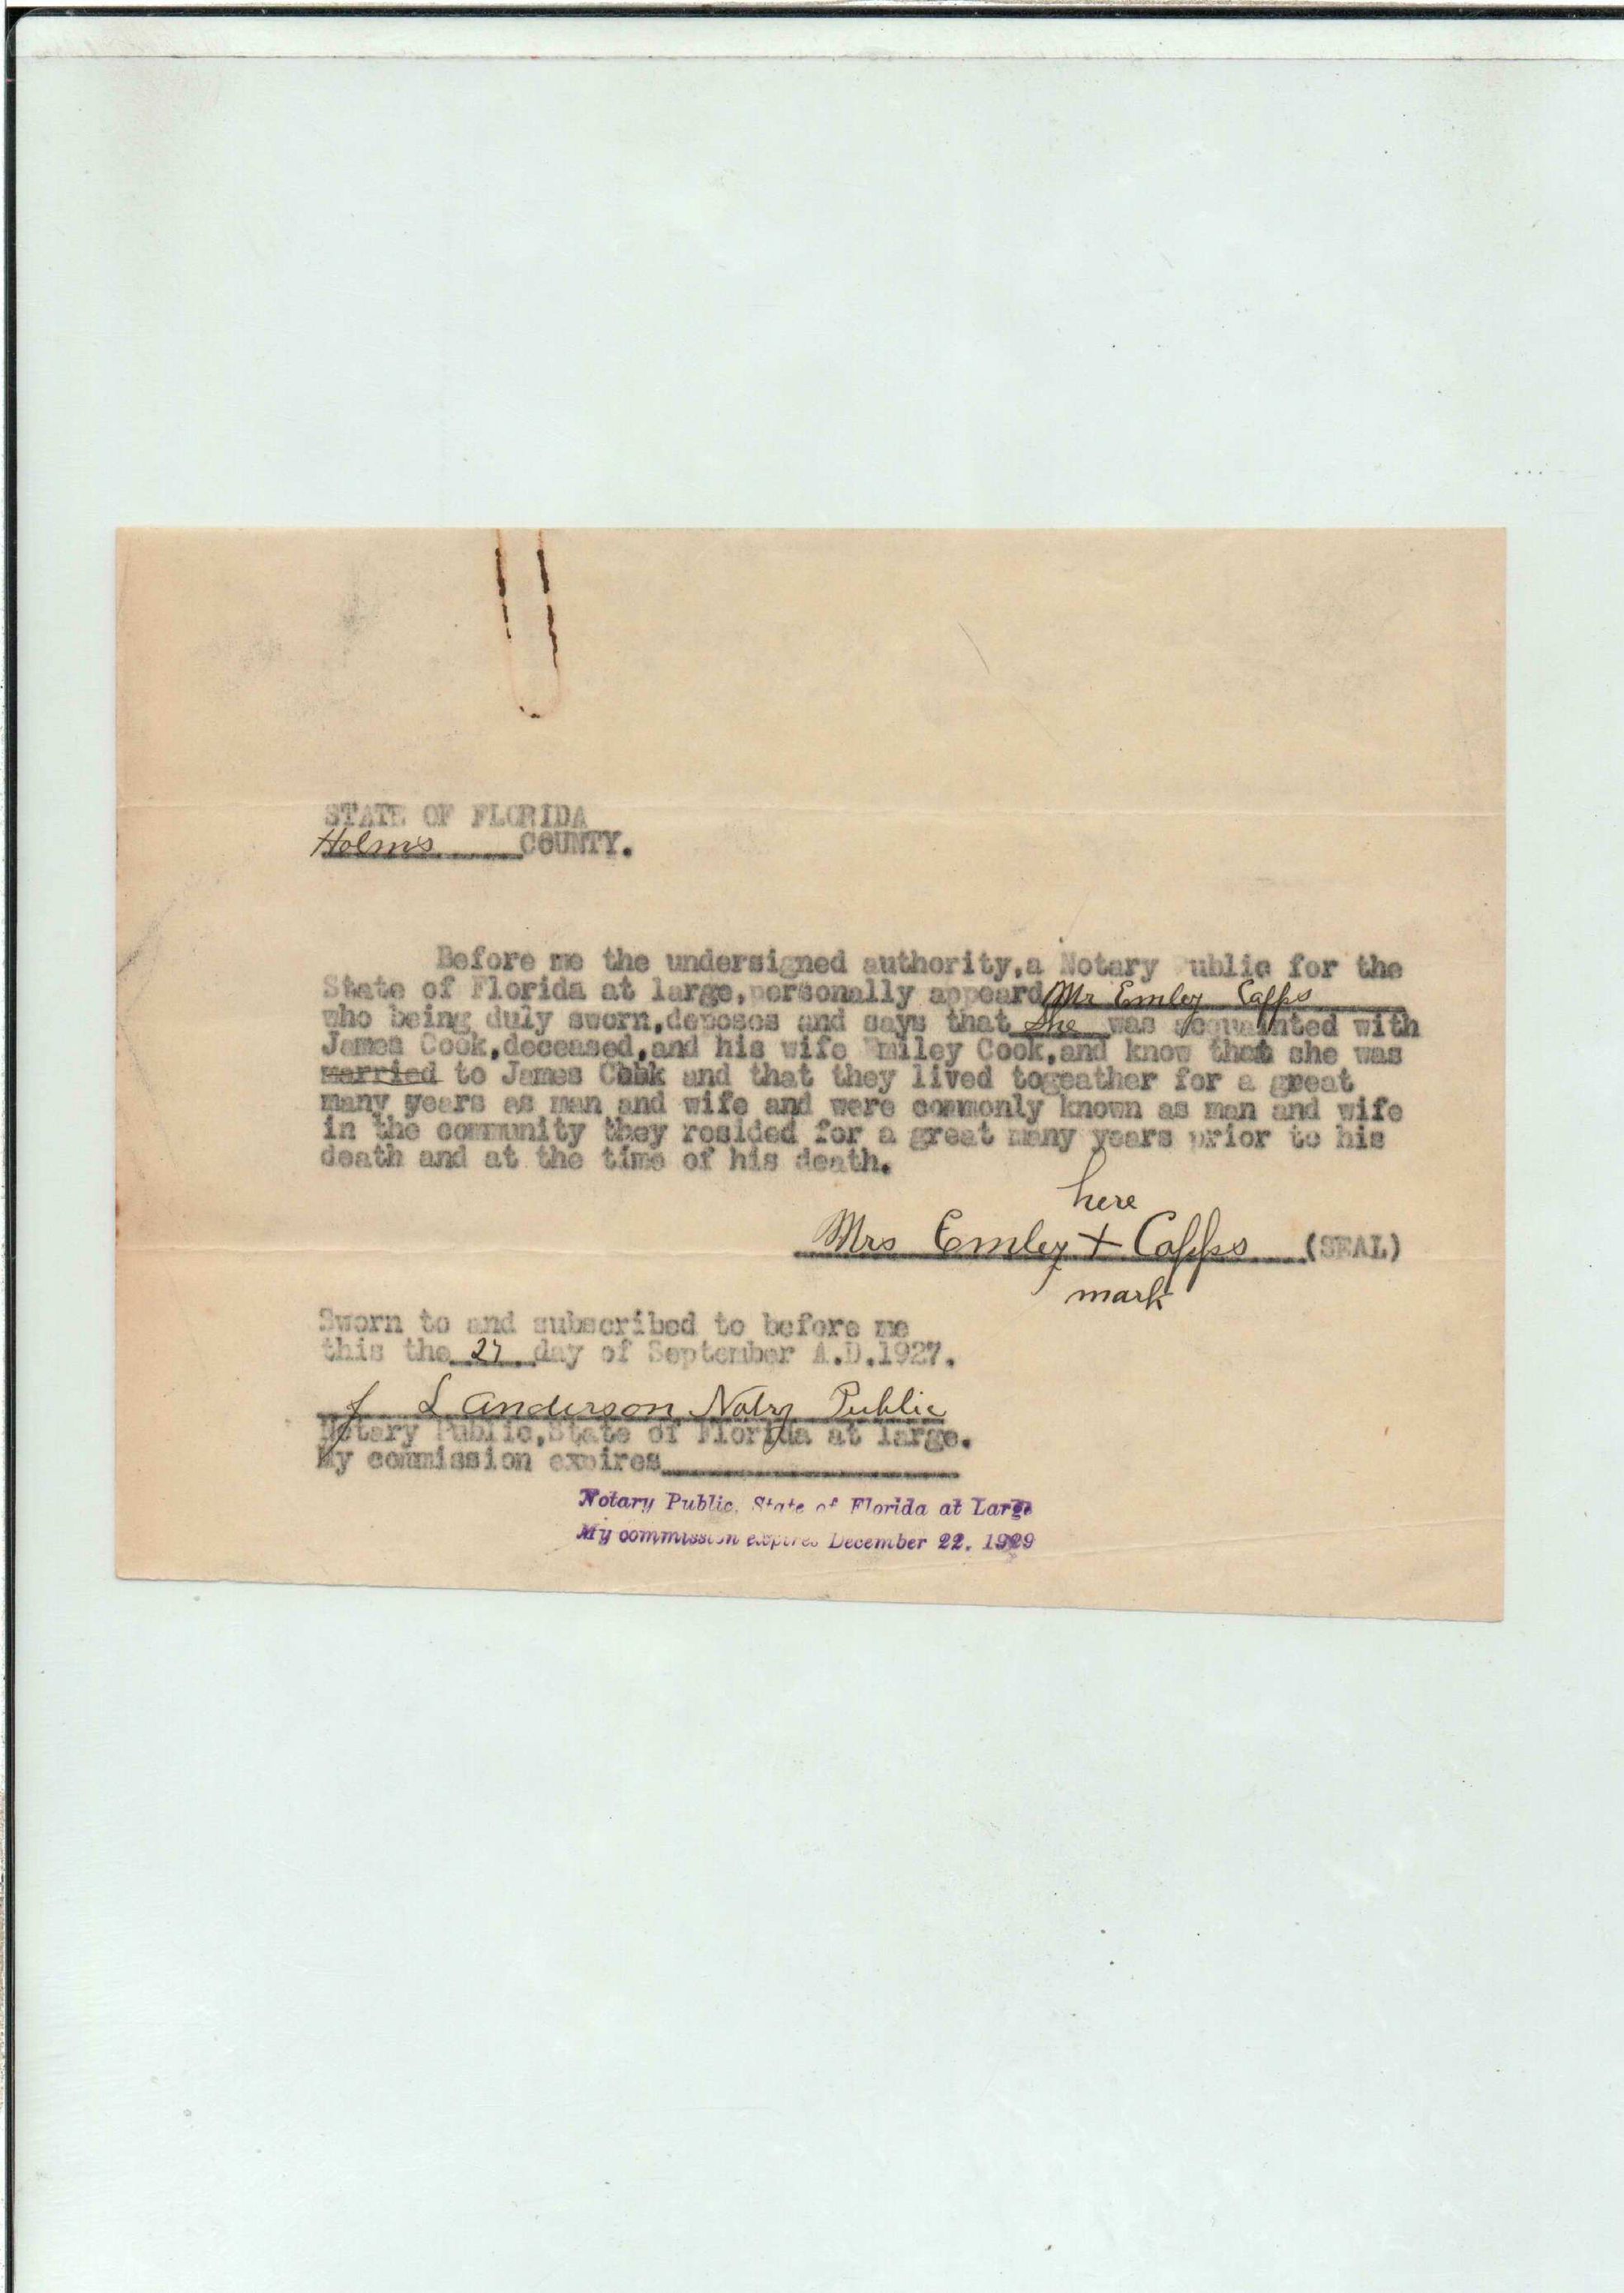 STATE OF FLORIDA
Holms COUNTY.
Before me the undersigned authority,a Notary ublic for the
State of Florida at large,personally appeard Mr Emley Capps
who being duly sworn,deposes and says that She was acquainted with
James Cook,deceased,and his wife miley Cook,and know that she was
married to James Cook and that they lived togeather for a great
many years as man and wife and were commonly known as man and wife
in the community they resided for a great many years prior to his
death and at the time of his death.
here
Mrs Emley + Capps (SEAL)
mark
Sworn to and subscribed to before me
this the 27 day of September A.D.1927.
J L Anderson Notry Public
Notary Public,State of Florida at large.
My commission expires
Notary Public, State of Florida at Large
My commission expires December 22, 1929